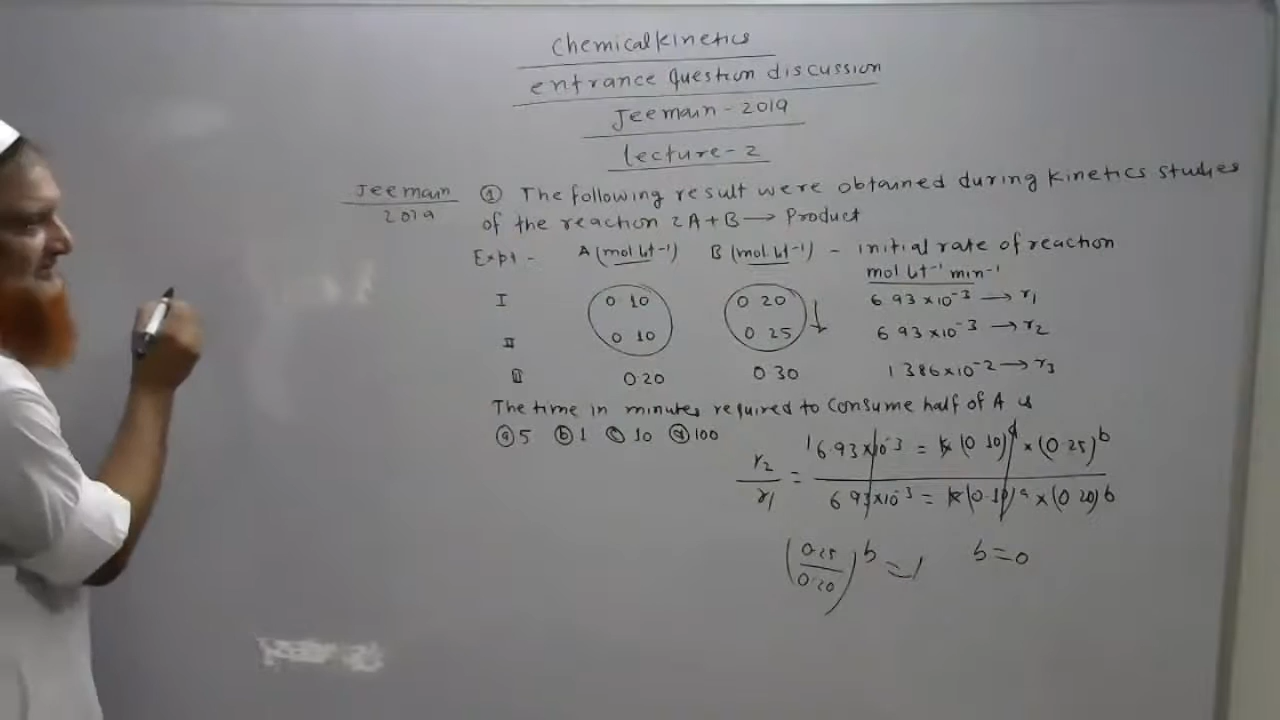 Chemical kinetics
entrance question discussion
Jee main - 2019
lecture - 2
Jee main 2019 ① The following result were obtained during kinetics studies
of the reaction 2A + B → Product
Expt - A (mol Lt⁻¹) B (mol Lt⁻¹) - initial rate of reaction
mol Lt⁻¹ min⁻¹
I 0.10 0.20 6.93 × 10⁻³ → r₁
II 0.10 0.25 6.93 × 10⁻³ → r₂
III 0.20 0.30 1.386 × 10⁻² → r₃
The time in minutes required to consume half of A is
ⓐ 5 ⓑ 1 ⓒ 10 ⓓ 100
r₂/r₁ = 6.93 × 10⁻³ = k (0.10)ᵃ × (0.25)ᵇ
6.93 × 10⁻³ = k (0.10)ᵃ × (0.20)ᵇ
(0.25/0.20)ᵇ = 1 b = 0